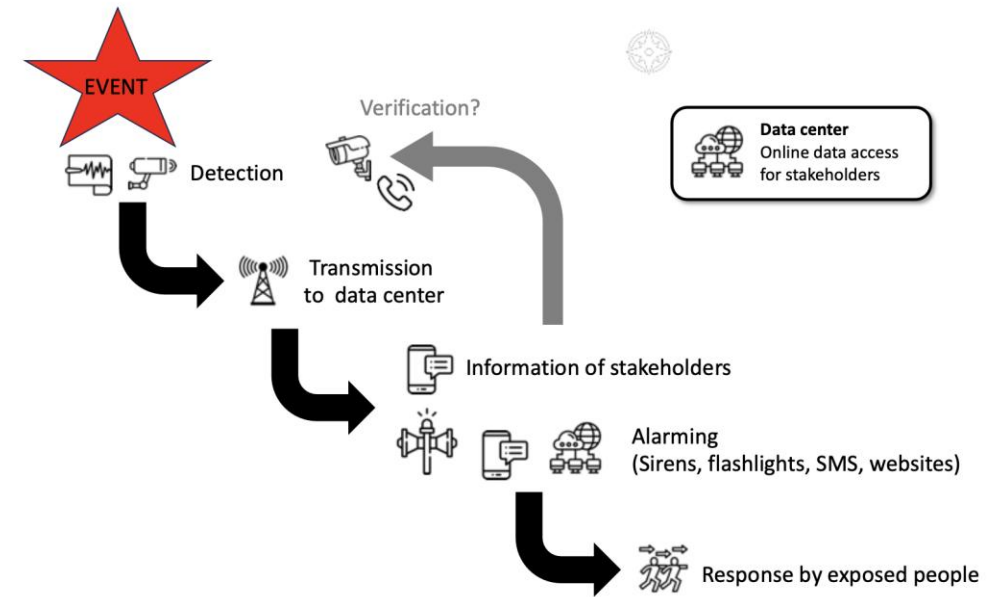 EVENT
Verification?
Detection
Data center
Online data access
for stakeholders
Transmission
to data center
Information of stakeholders
Alarming
(Sirens, flashlights, SMS, websites)
Response by exposed people